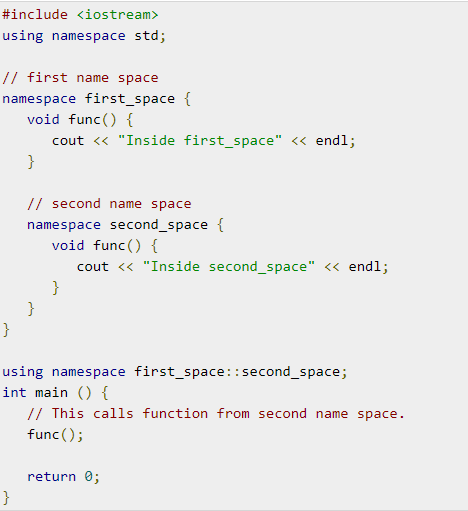 #include <iostream>
using namespace std;

// first name space
namespace first_space {
   void func() {
      cout << "Inside first_space" << endl;
   }

   // second name space
   namespace second_space {
      void func() {
         cout << "Inside second_space" << endl;
      }
   }
}

using namespace first_space::second_space;
int main () {
   // This calls function from second name space.
   func();

   return 0;
}